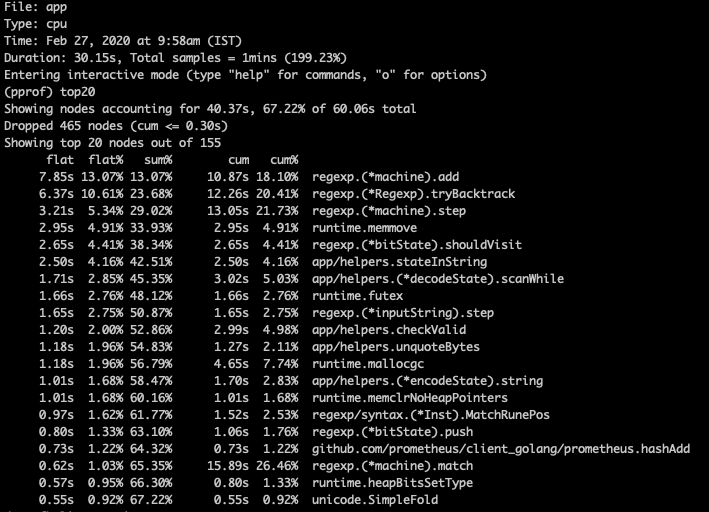 File: app
Type: cpu
Time: Feb 27, 2020 at 9:58am (IST)
Duration: 30.15s, Total samples = 1mins (199.23%)
Entering interactive mode (type "help" for commands, "o" for options)
(pprof) top20
Showing nodes accounting for 40.37s, 67.22% of 60.06s total
Dropped 465 nodes (cum <= 0.30s)
Showing top 20 nodes out of 155
flat flat% sum% cum cum%
7.85s 13.07% 13.07% 10.87s 18.10% regexp.(*machine).add
6.37s 10.61% 23.68% 12.26s 20.41% regexp.(*Regexp).tryBacktrack
3.21s 5.34% 29.02% 13.05s 21.73% regexp.(*machine).step
2.95s 4.91% 33.93% 2.95s 4.91% runtime.memmove
2.65s 4.41% 38.34% 2.65s 4.41% regexp.(*bitState).shouldVisit
2.50s 4.16% 42.51% 2.50s 4.16% app/helpers.stateInString
1.71s 2.85% 45.35% 3.02s 5.03% app/helpers.(*decodeState).scanWhile
1.66s 2.76% 48.12% 1.66s 2.76% runtime.futex
1.65s 2.75% 50.87% 1.65s 2.75% regexp.(*inputString).step
1.20s 2.00% 52.86% 2.99s 4.98% app/helpers.checkValid
1.18s 1.96% 54.83% 1.27s 2.11% app/helpers.unquoteBytes
1.18s 1.96% 56.79% 4.65s 7.74% runtime.mallocgc
1.01s 1.68% 58.47% 1.70s 2.83% app/helpers.(*encodeState).string
1.01s 1.68% 60.16% 1.01s 1.68% runtime.memclrNoHeapPointers
0.97s 1.62% 61.77% 1.52s 2.53% regexp/syntax.(*Inst).MatchRunePos
0.80s 1.33% 63.10% 1.06s 1.76% regexp.(*bitState).push
0.73s 1.22% 64.32% 0.73s 1.22% github.com/prometheus/client_golang/prometheus.hashAdd
0.62s 1.03% 65.35% 15.89s 26.46% regexp.(*machine).match
0.57s 0.95% 66.30% 0.80s 1.33% runtime.heapBitsSetType
0.55s 0.92% 67.22% 0.55s 0.92% unicode.SimpleFold